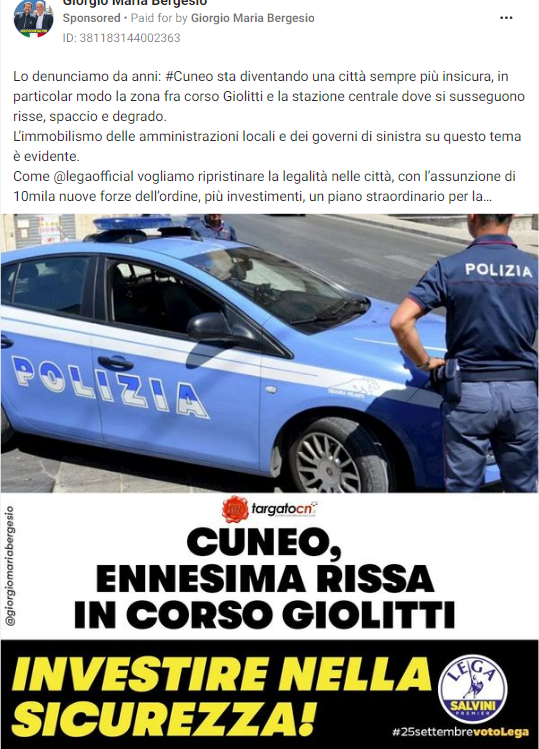 Giorgio Maria Bergesio
Sponsored • Paid for by Giorgio Maria Bergesio
ID: 381183144002363
Lo denunciamo da anni: #Cuneo sta diventando una città sempre più insicura, in
particolar modo la zona fra corso Giolitti e la stazione centrale dove si susseguono
risse, spaccio e degrado.
L’immobilismo delle amministrazioni locali e dei governi di sinistra su questo tema
è evidente.
Come @legaofficial vogliamo ripristinare la legalità nelle città, con l’assunzione di
10mila nuove forze dell’ordine, più investimenti, un piano straordinario per la...
POLIZIA
POLIZIA
targatocn
@giorgiomariabergesio
CUNEO,
ENNESIMA RISSA
IN CORSO GIOLITTI
INVESTIRE NELLA
SICUREZZA!
LEGA
SALVINI
PREMIER
#25settembrevotoLega